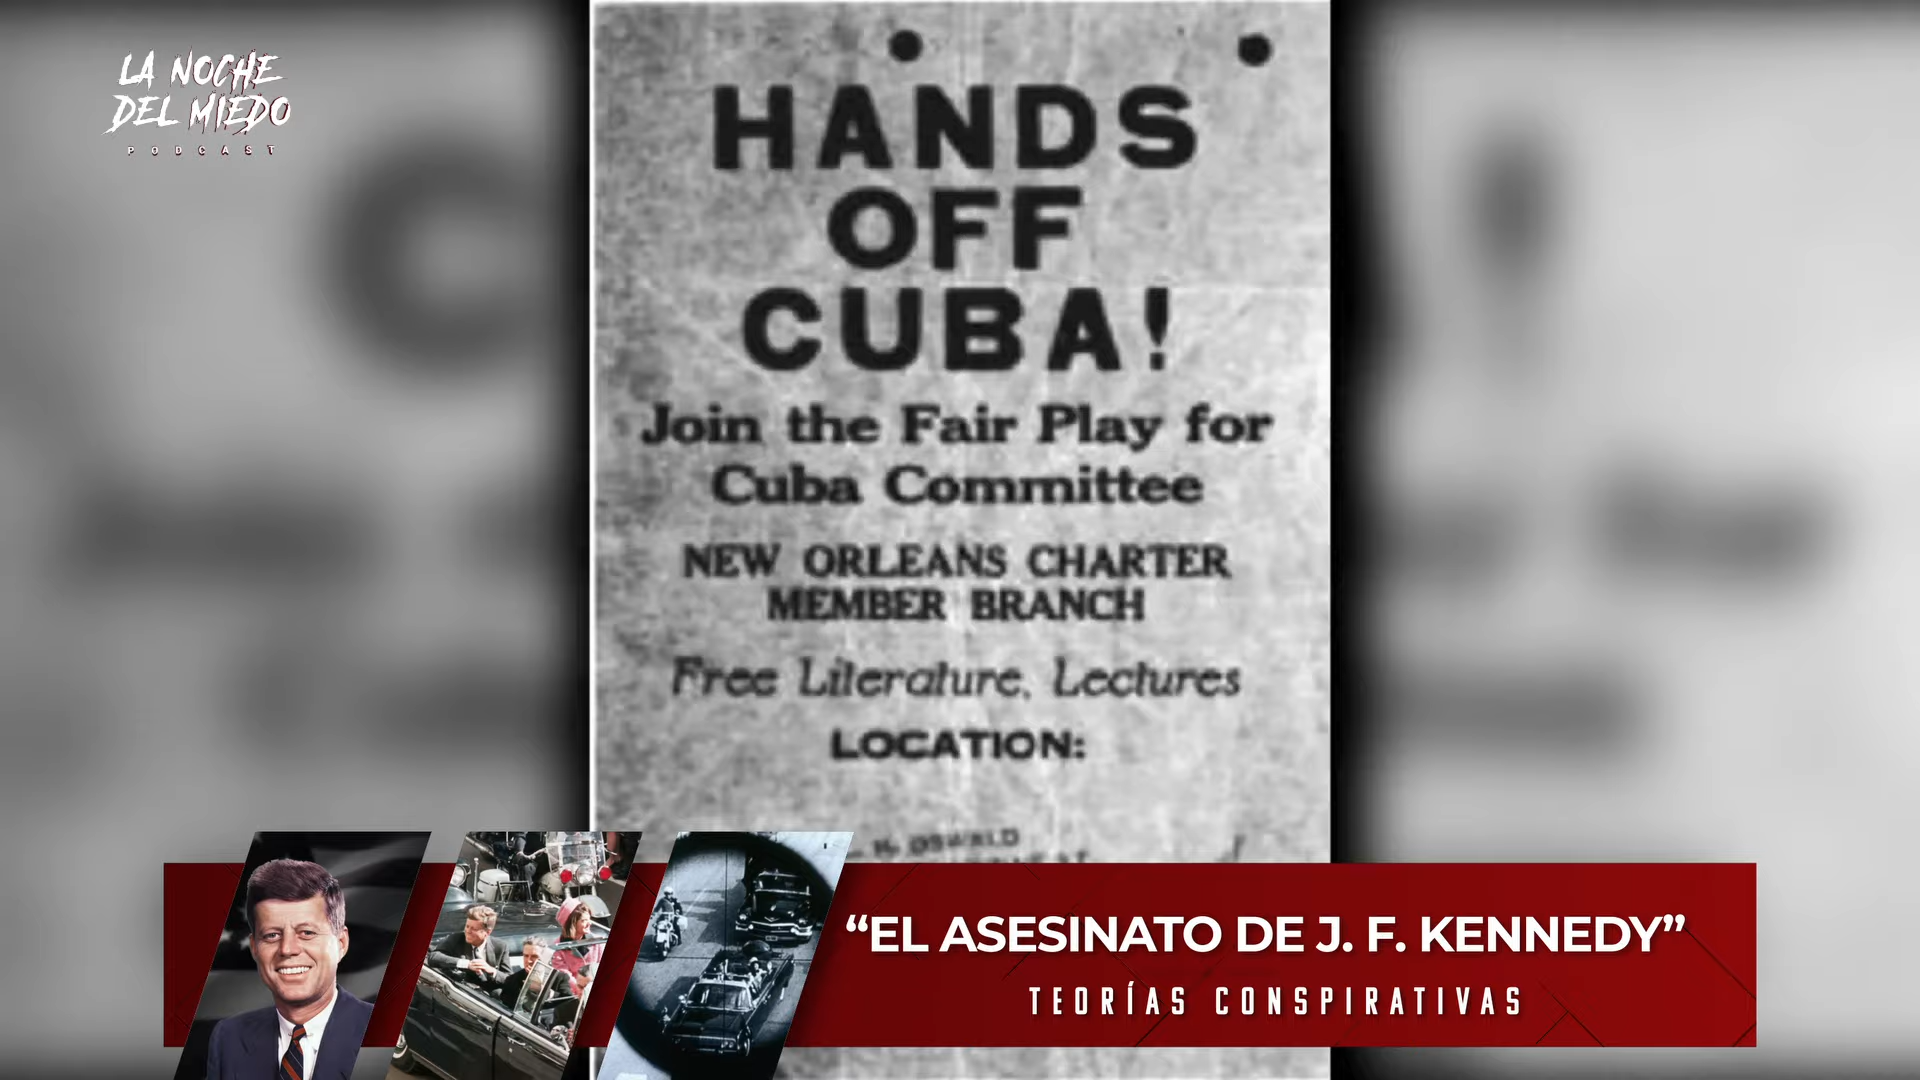 LA NOCHE
DEL MIEDO
PODCAST
HANDS
OFF
CUBA!
Join the Fair Play for
Cuba Committee
NEW ORLEANS CHARTER
MEMBER BRANCH
Free Literature, Lectures
LOCATION:
L. H. OSWALD
“EL ASESINATO DE J. F. KENNEDY”
TEORÍAS CONSPIRATIVAS